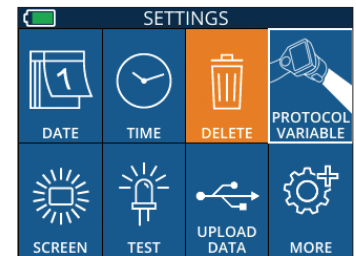 SETTINGS
1
DATE
TIME
DELETE
PROTOCOL
VARIABLE
SCREEN
TEST
UPLOAD
DATA
MORE